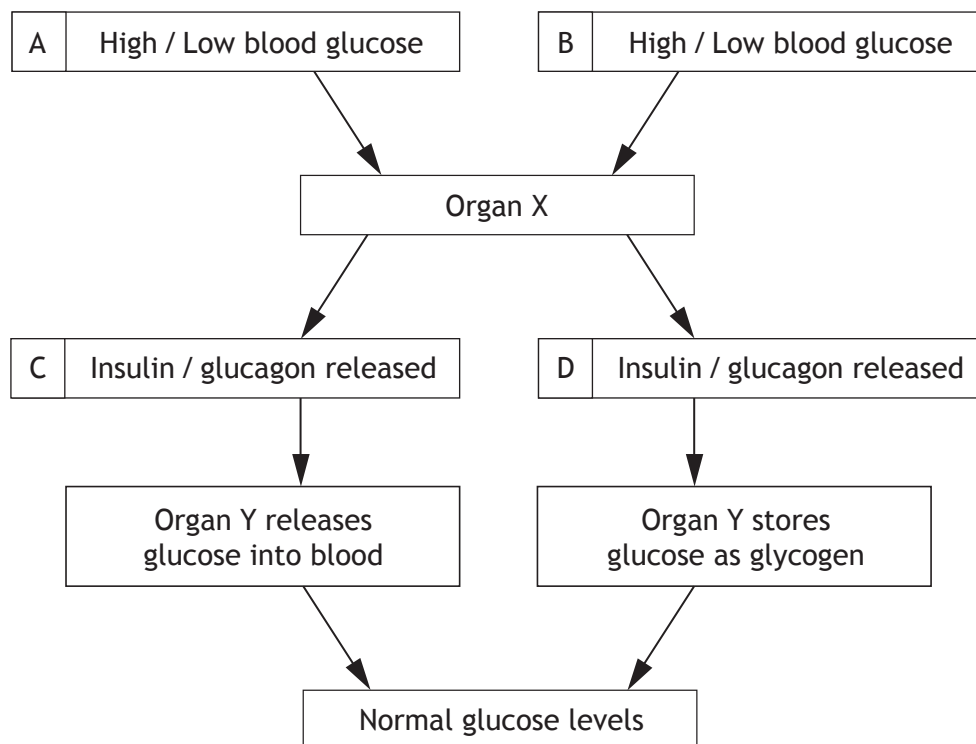 A High / Low blood glucose
B High / Low blood glucose
Organ X
C Insulin / glucagon released
D Insulin / glucagon released
Organ Y releases
glucose into blood
Organ Y stores
glucose as glycogen
Normal glucose levels